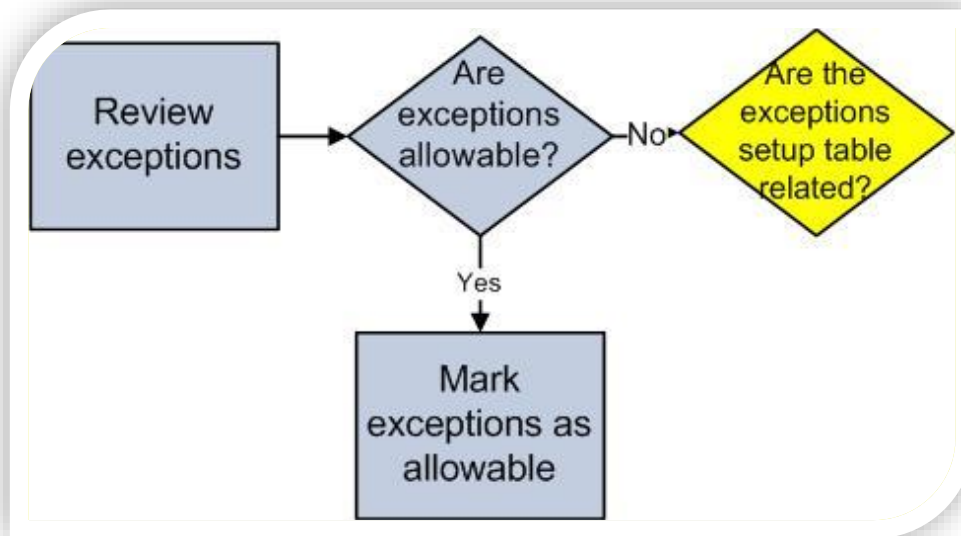 Review
exceptions
Are
exceptions
allowable?
No
Are the
exceptions
setup table
related?
Yes
Mark
exceptions as
allowable